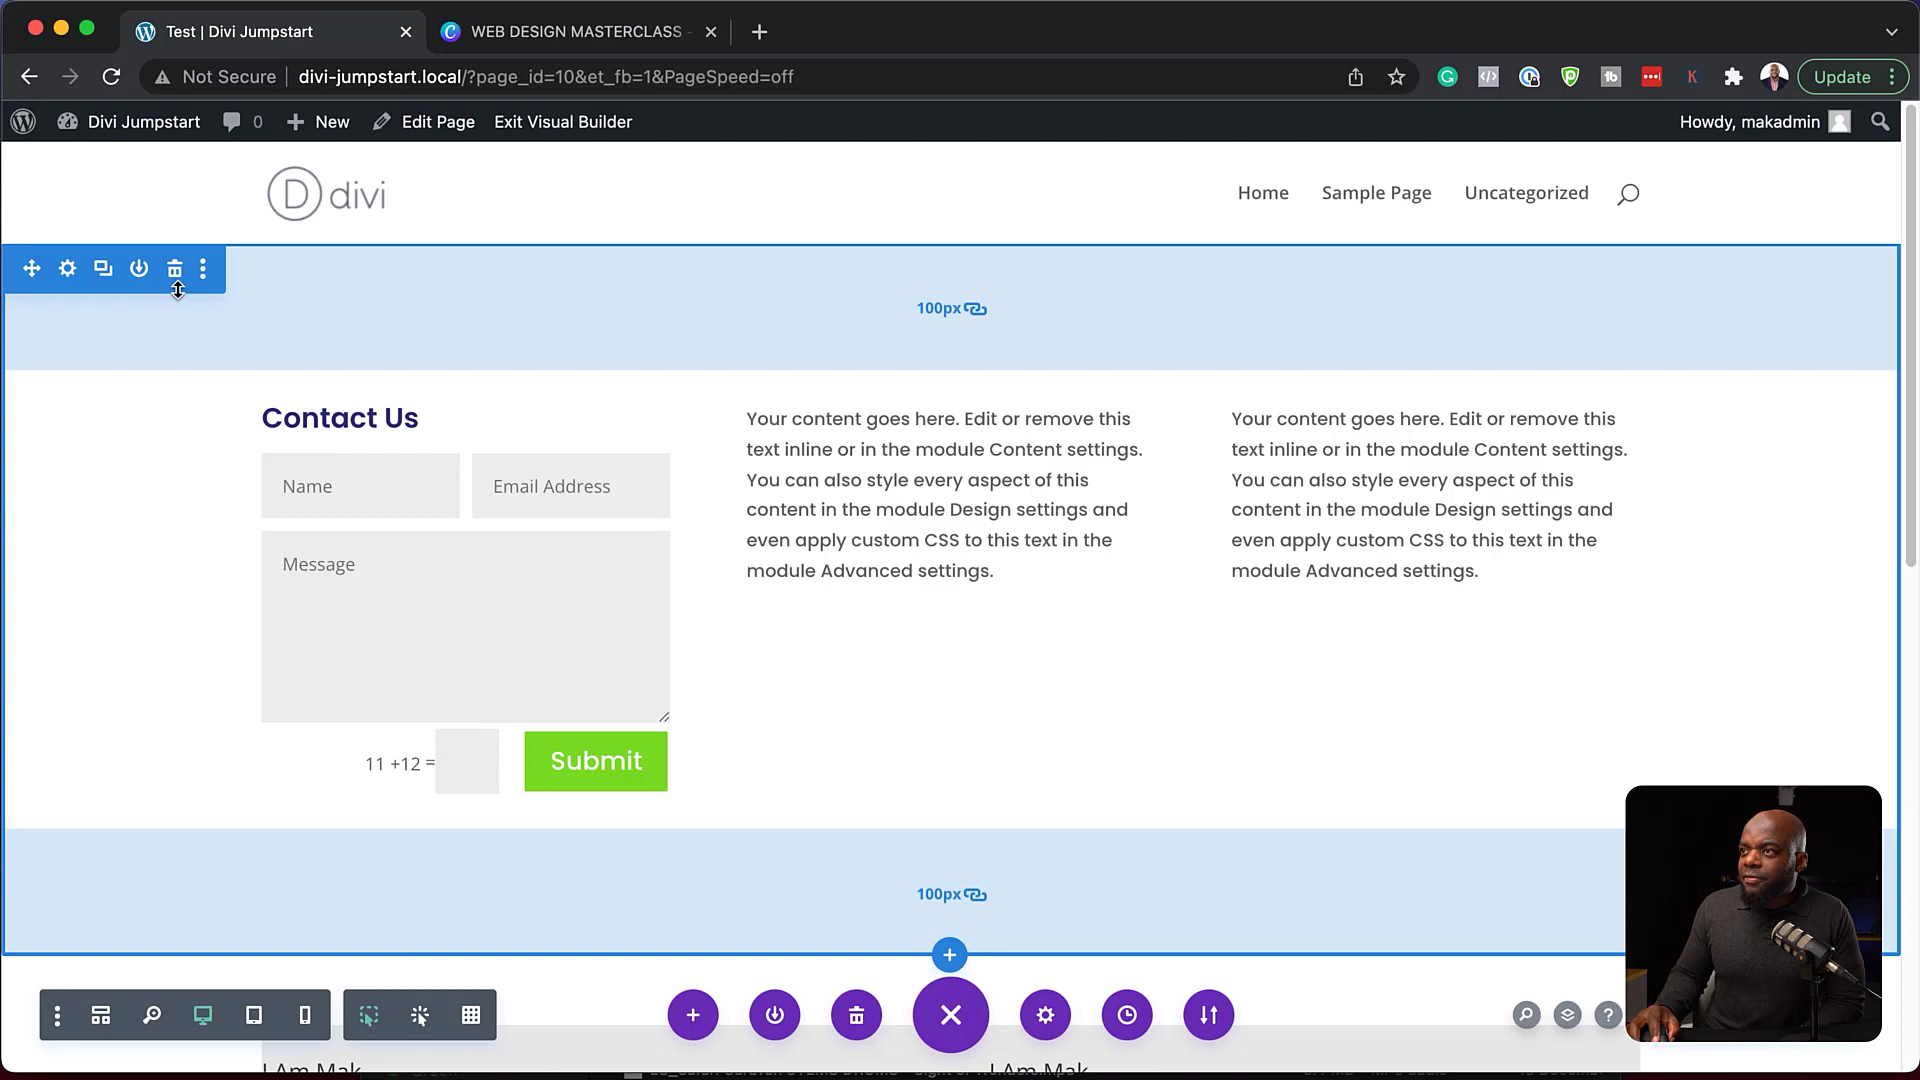 Test | Divi Jumpstart
WEB DESIGN MASTERCLASS -
Not Secure
divi-jumpstart.local/?page_id=10&et_fb=1&PageSpeed=off
Update
Divi Jumpstart
0
New
Edit Page
Exit Visual Builder
Howdy, makadmin
D divi
Home
Sample Page
Uncategorized
100px
Contact Us
Name
Email Address
Message
11 +12 =
Submit
Your content goes here. Edit or remove this
text inline or in the module Content settings.
You can also style every aspect of this
content in the module Design settings and
even apply custom CSS to this text in the
module Advanced settings.
Your content goes here. Edit or remove this
text inline or in the module Content settings.
You can also style every aspect of this
content in the module Design settings and
even apply custom CSS to this text in the
module Advanced settings.
100px
I Am Mak
I Am Mak